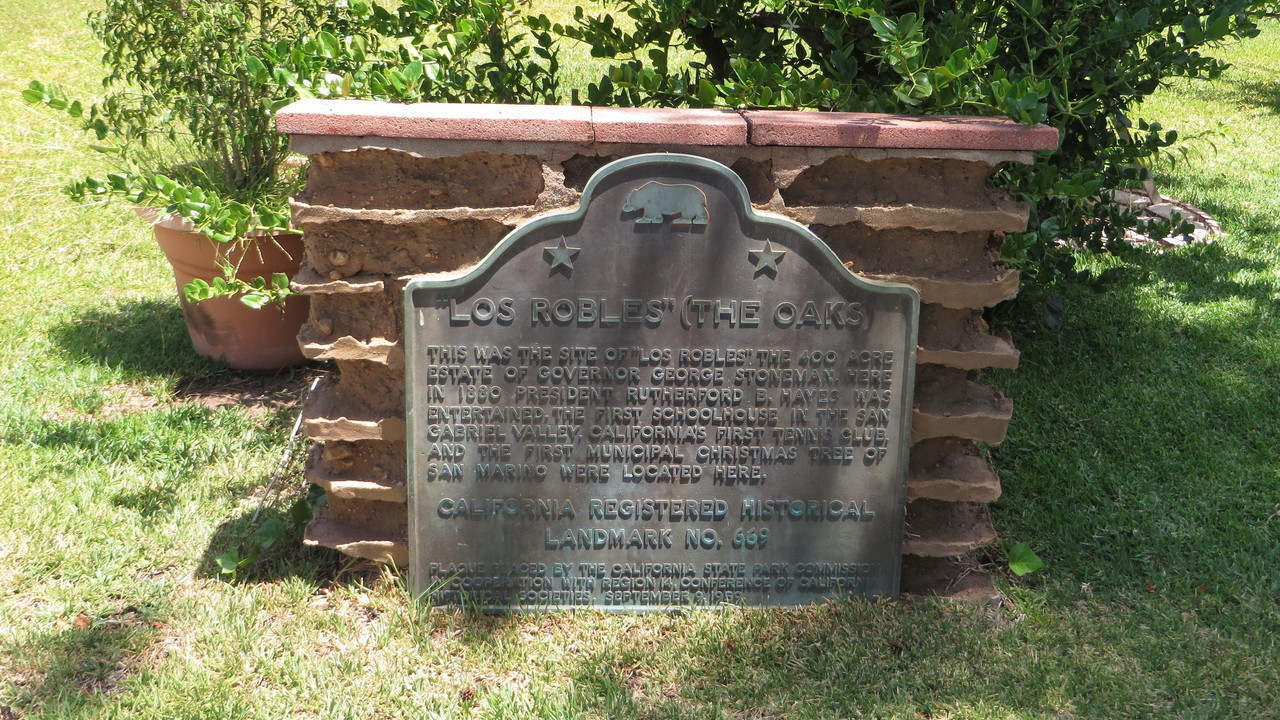 "LOS ROBLES" (THE OAKS)
THIS WAS THE SITE OF "LOS ROBLES" THE 400 ACRE
ESTATE OF GOVERNOR GEORGE STONEMAN. HERE
IN 1880 PRESIDENT RUTHERFORD B. HAYES WAS
ENTERTAINED. THE FIRST SCHOOLHOUSE IN THE SAN
GABRIEL VALLEY, CALIFORNIA'S FIRST TENNIS CLUB,
AND THE FIRST MUNICIPAL CHRISTMAS TREE OF
SAN MARINO WERE LOCATED HERE.
CALIFORNIA REGISTERED HISTORICAL
LANDMARK NO. 669
PLAQUE PLACED BY THE CALIFORNIA STATE PARK COMMISSION
IN COOPERATION WITH REGION 14, CONFERENCE OF CALIFORNIA
HISTORICAL SOCIETIES, SEPTEMBER